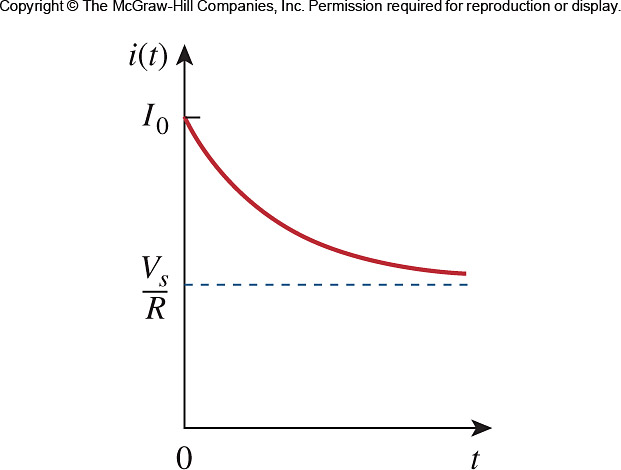 Copyright © The McGraw-Hill Companies, Inc. Permission required for reproduction or display.
i(t)
I0
Vs
R
0
t